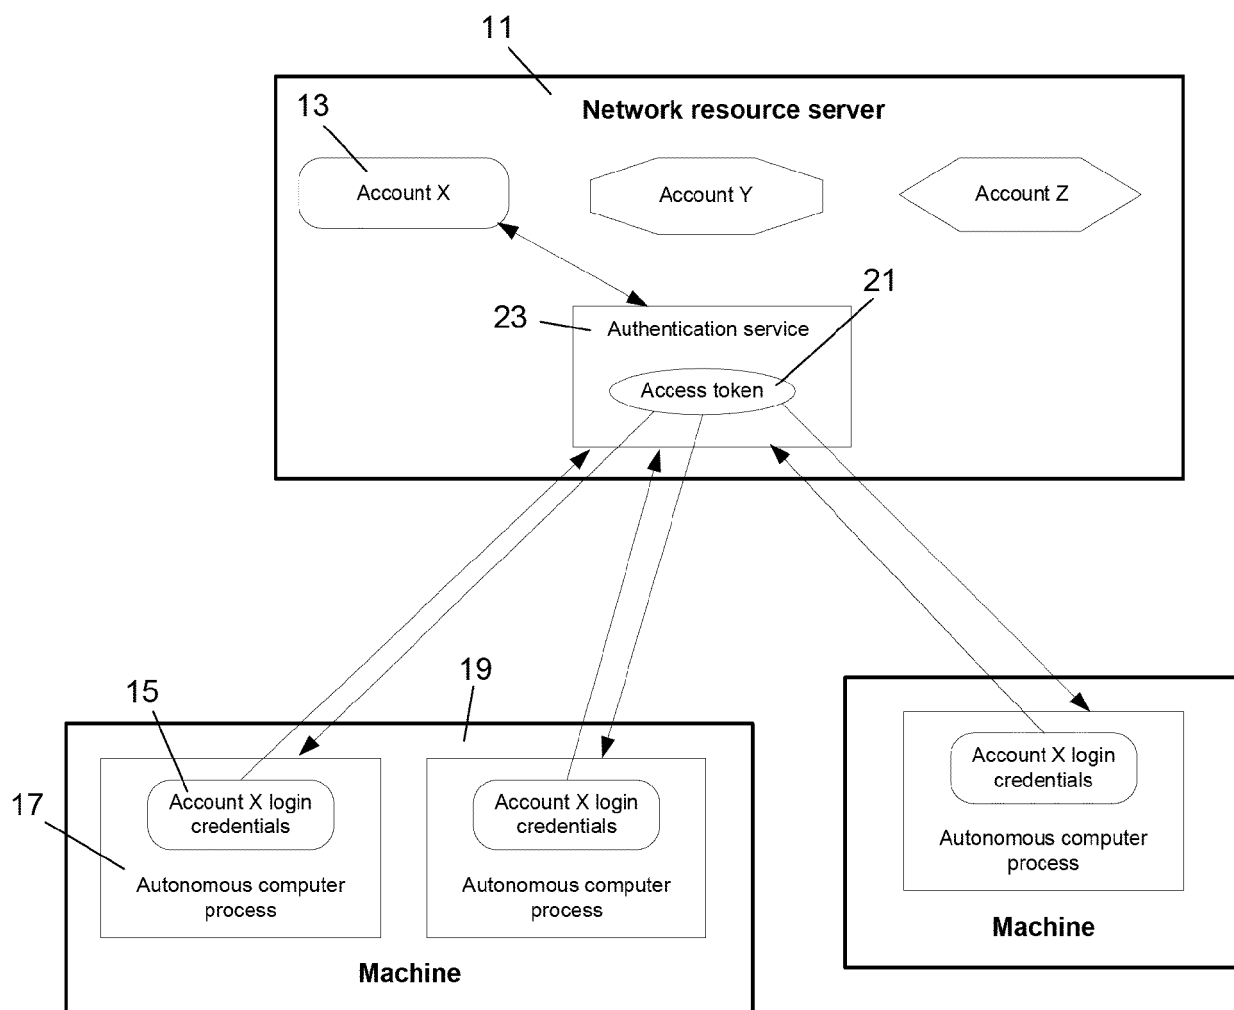 11
Network resource server
13
Account X
Account Y
Account Z
21
23
Authentication service
Access token
19
15
Account X login
credentials
Account X login
credentials
Account X login
credentials
17
Autonomous computer
process
Autonomous computer
process
Autonomous computer
process
Machine
Machine